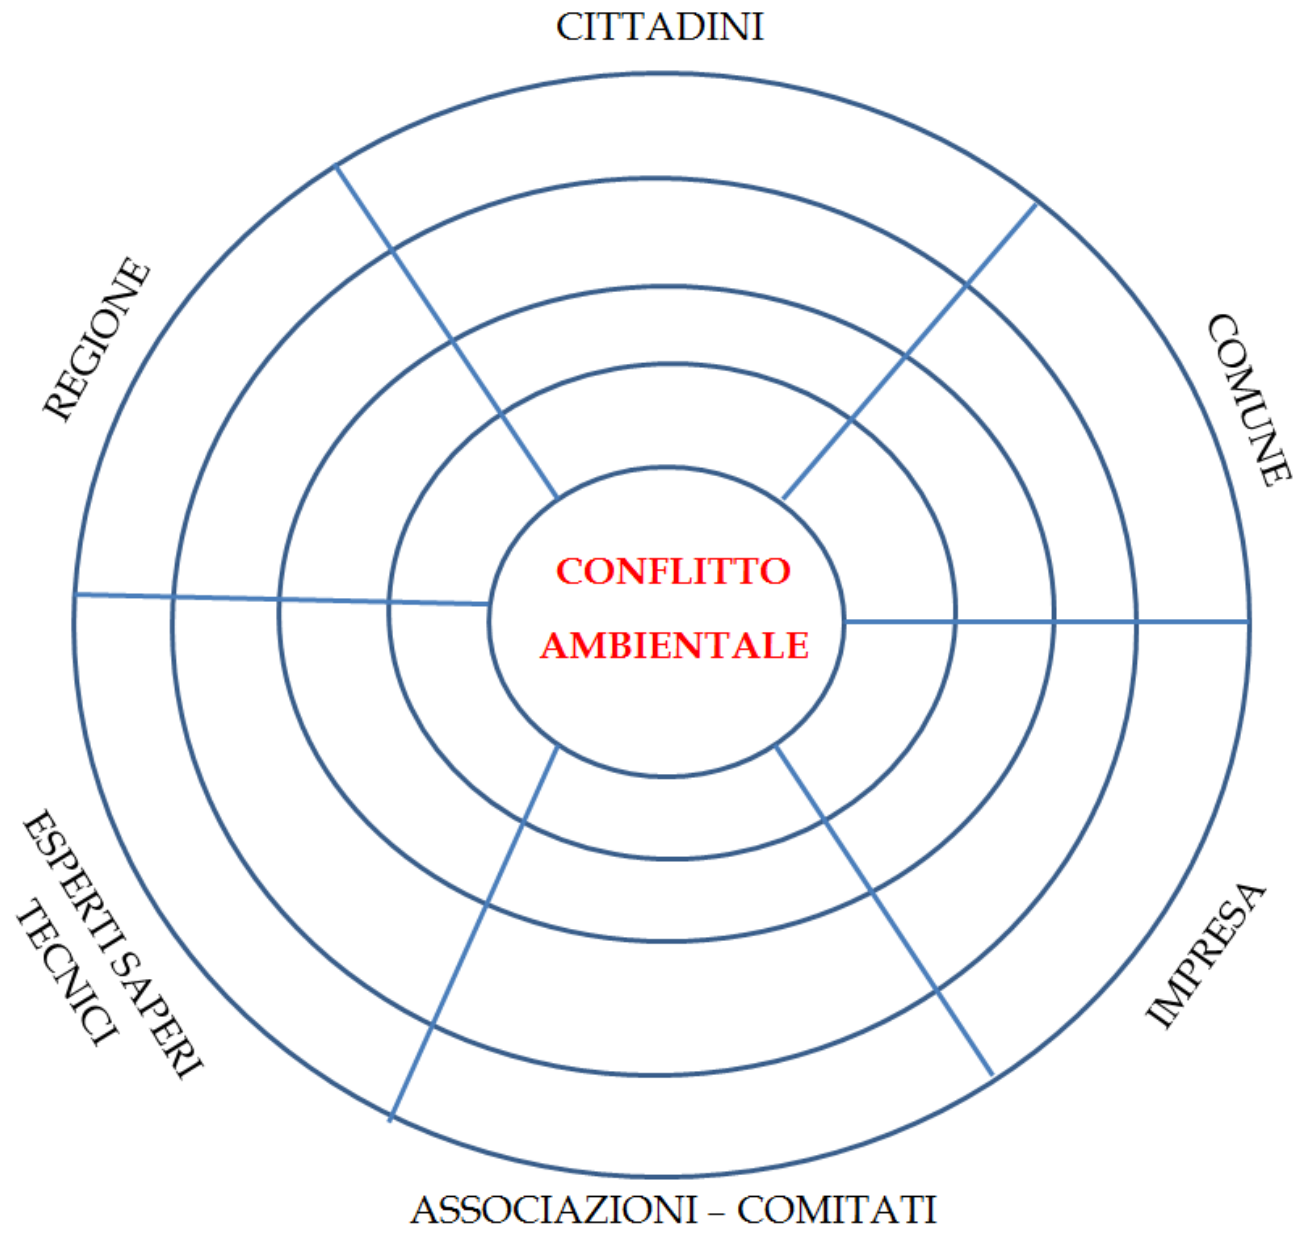 CITTADINI
REGIONE
COMUNE
CONFLITTO
AMBIENTALE
ESPERTI SAPERI
TECNICI
IMPRESA
ASSOCIAZIONI – COMITATI